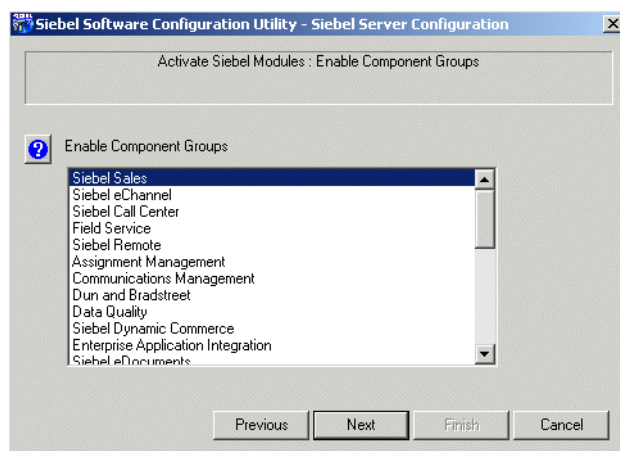 Siebel Software Configuration Utility - Siebel Server Configuration
Activate Siebel Modules : Enable Component Groups
Enable Component Groups
Siebel Sales
Siebel eChannel
Siebel Call Center
Field Service
Siebel Remote
Assignment Management
Communications Management
Dun and Bradstreet
Data Quality
Siebel Dynamic Commerce
Enterprise Application Integration
Siebel eDocuments
Previous
Next
Finish
Cancel